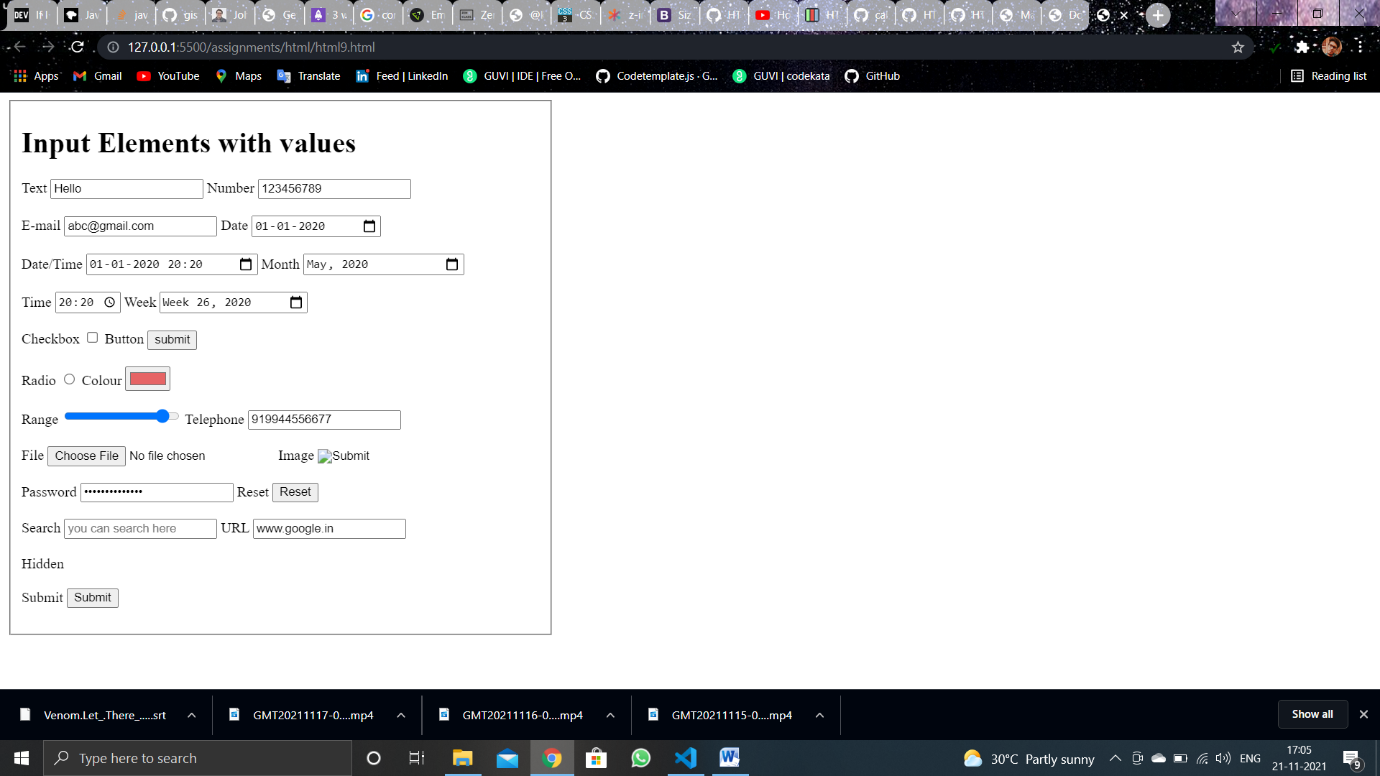 DEV
127.0.0.1:5500/assignments/html/html9.html
Apps Gmail YouTube Maps Translate Feed | LinkedIn GUVI | IDE | Free O... Codetemplate.js · G... GUVI | codekata GitHub Reading list
Input Elements with values
Text Hello Number 123456789
E-mail abc@gmail.com Date 01-01-2020
Date/Time 01-01-2020 20:20 Month May, 2020
Time 20:20 Week Week 26, 2020
Checkbox Button submit
Radio Colour
Range Telephone 919944556677
File Choose File No file chosen Image Submit
Password •••••••••••••• Reset Reset
Search you can search here URL www.google.in
Hidden
Submit Submit
Venom.Let_.There_.....srt GMT20211117-0....mp4 GMT20211116-0....mp4 GMT20211115-0....mp4 Show all
Type here to search 30°C Partly sunny ENG 17:05
21-11-2021 9